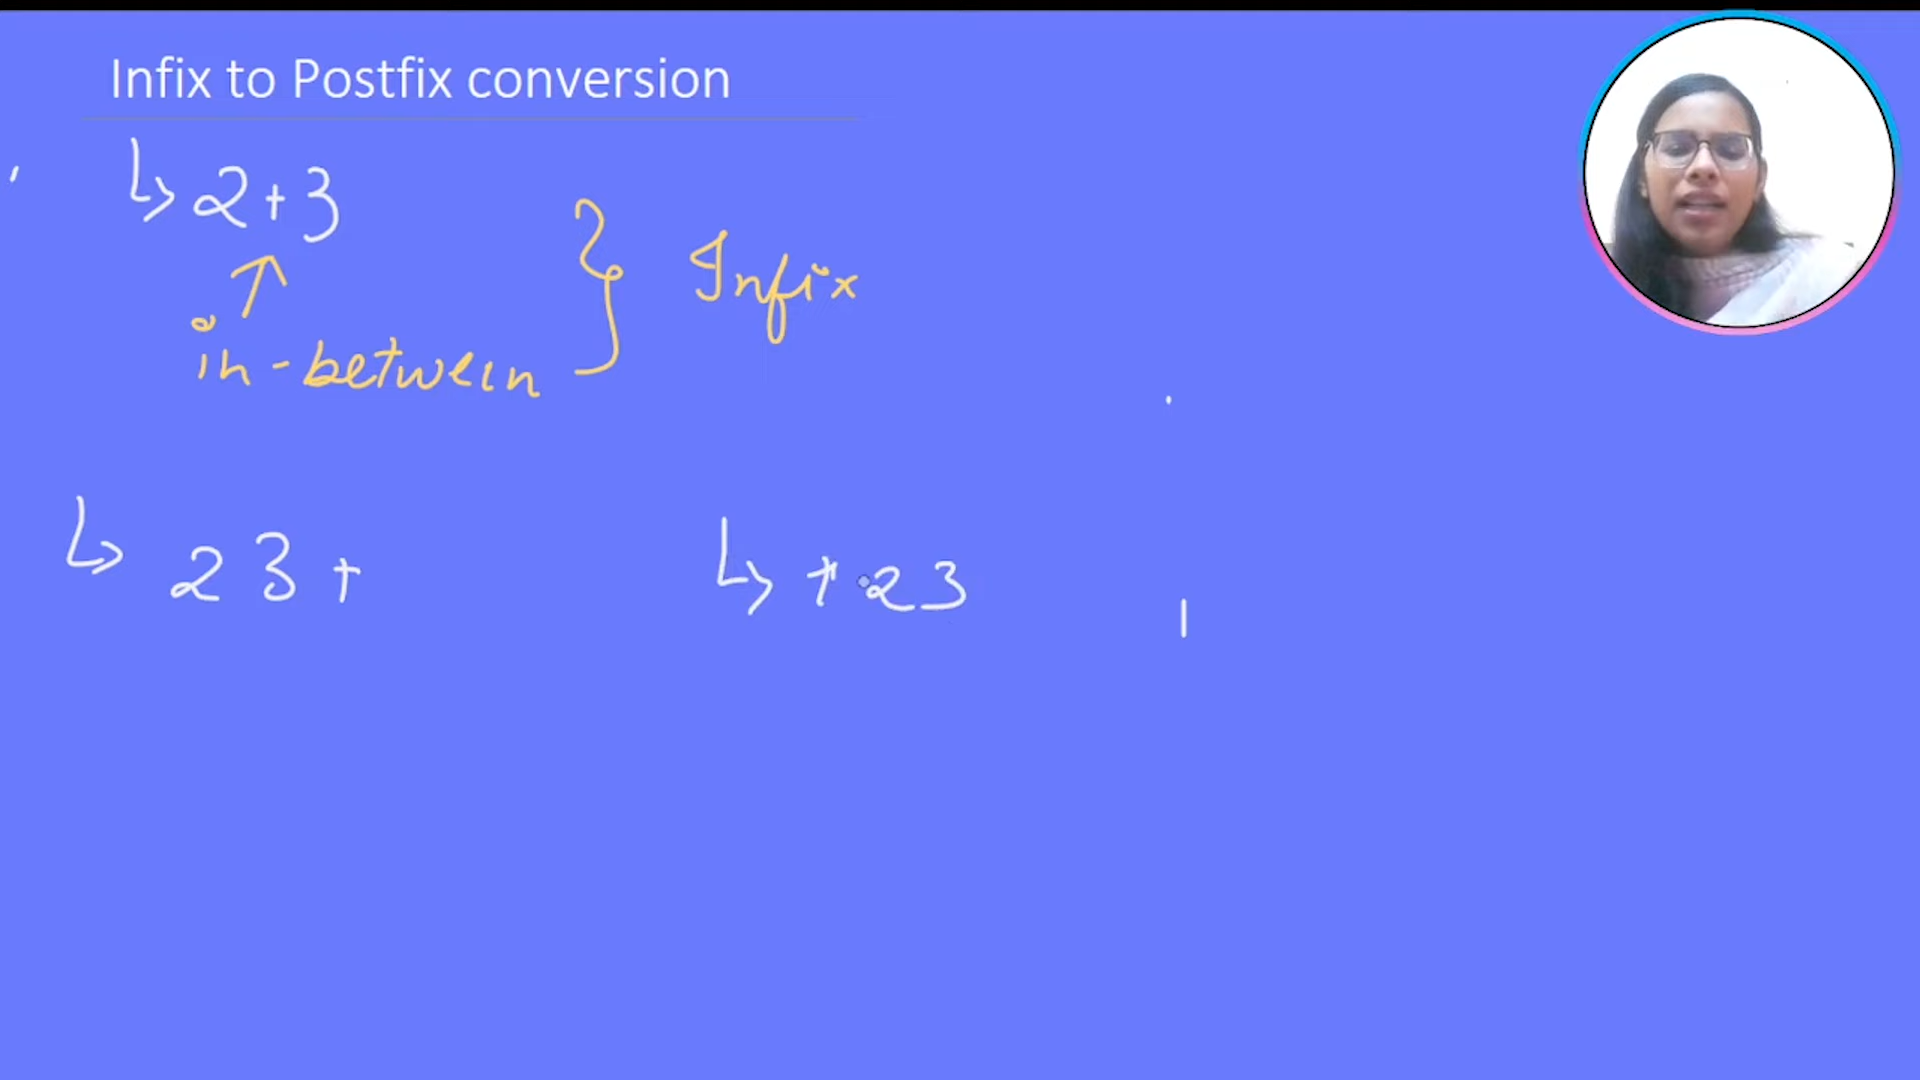 Infix to Postfix conversion
2+3
Infix
in-between
2 3 +
+ 2 3